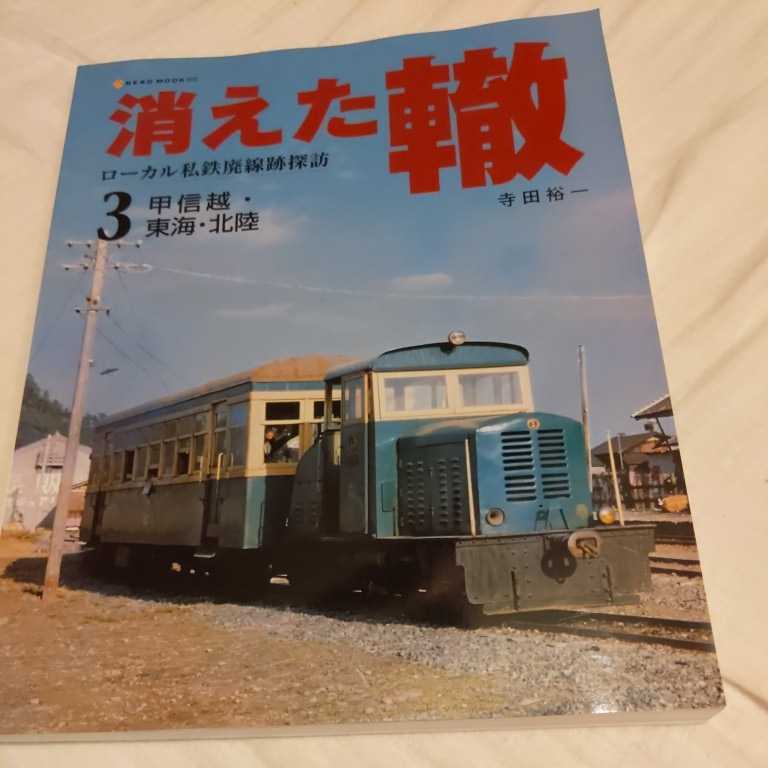 NEKO MOOK
消えた轍
ローカル私鉄廃線跡探訪
寺田裕一
3 甲信越・
東海・北陸